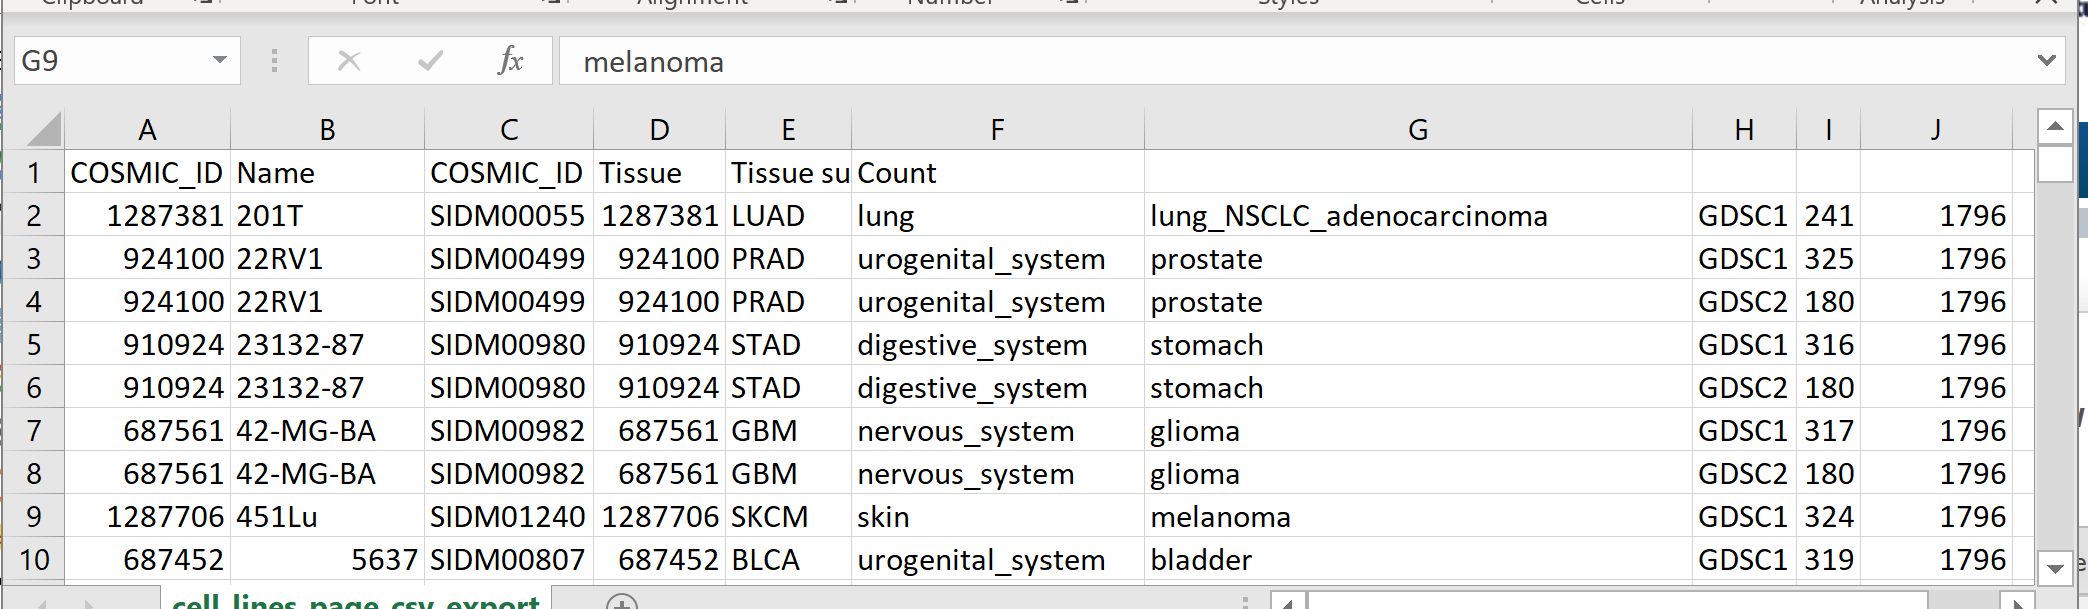 Clipboard Font Alignment Number Styles Cells Analysis
G9 fx melanoma
A B C D E F G H I J
1 COSMIC_ID Name COSMIC_ID Tissue Tissue su Count
2 1287381 201T SIDM00055 1287381 LUAD lung lung_NSCLC_adenocarcinoma GDSC1 241 1796
3 924100 22RV1 SIDM00499 924100 PRAD urogenital_system prostate GDSC1 325 1796
4 924100 22RV1 SIDM00499 924100 PRAD urogenital_system prostate GDSC2 180 1796
5 910924 23132-87 SIDM00980 910924 STAD digestive_system stomach GDSC1 316 1796
6 910924 23132-87 SIDM00980 910924 STAD digestive_system stomach GDSC2 180 1796
7 687561 42-MG-BA SIDM00982 687561 GBM nervous_system glioma GDSC1 317 1796
8 687561 42-MG-BA SIDM00982 687561 GBM nervous_system glioma GDSC2 180 1796
9 1287706 451Lu SIDM01240 1287706 SKCM skin melanoma GDSC1 324 1796
10 687452 5637 SIDM00807 687452 BLCA urogenital_system bladder GDSC1 319 1796
cell_lines_page_csv_export